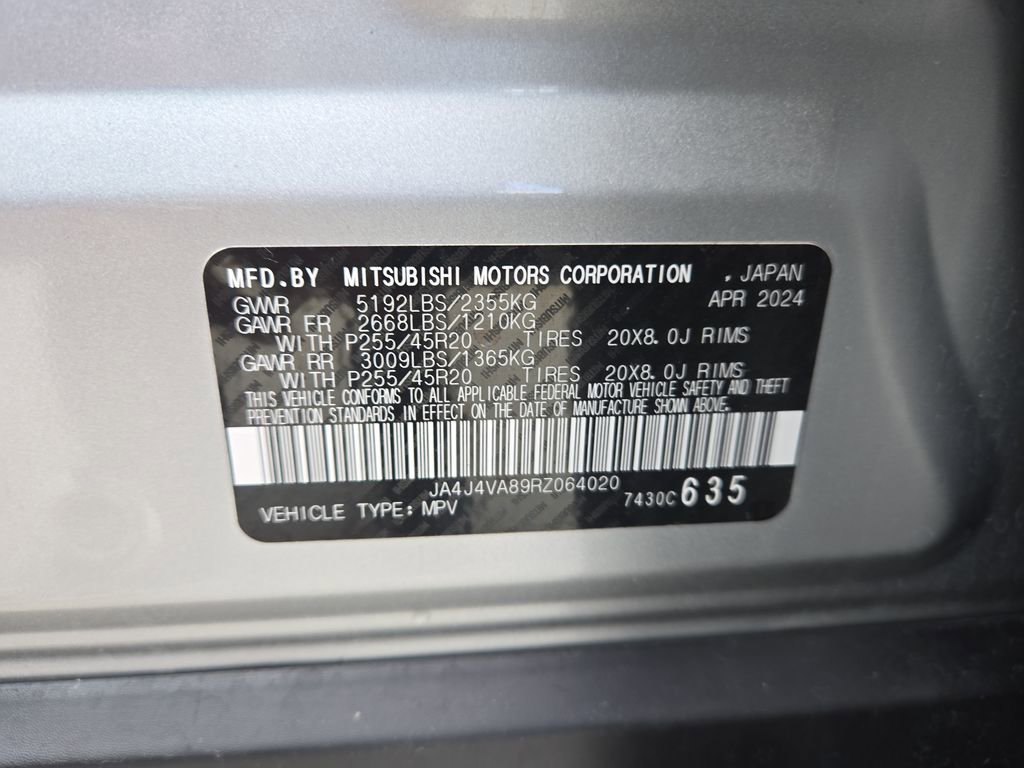 MFD.BY MITSUBISHI MOTORS CORPORATION , JAPAN
GVWR 5192LBS/2355KG APR 2024
GAWR FR 2668LBS/1210KG
WITH P255/45R20 TIRES 20X8.0J RIMS
GAWR RR 3009LBS/1365KG
WITH P255/45R20 TIRES 20X8.0J RIMS
THIS VEHICLE CONFORMS TO ALL APPLICABLE FEDERAL MOTOR VEHICLE SAFETY AND THEFT
PREVENTION STANDARDS IN EFFECT ON THE DATE OF MANUFACTURE SHOWN ABOVE.
JA4J4VA89RZ064020
VEHICLE TYPE: MPV 7430C 635